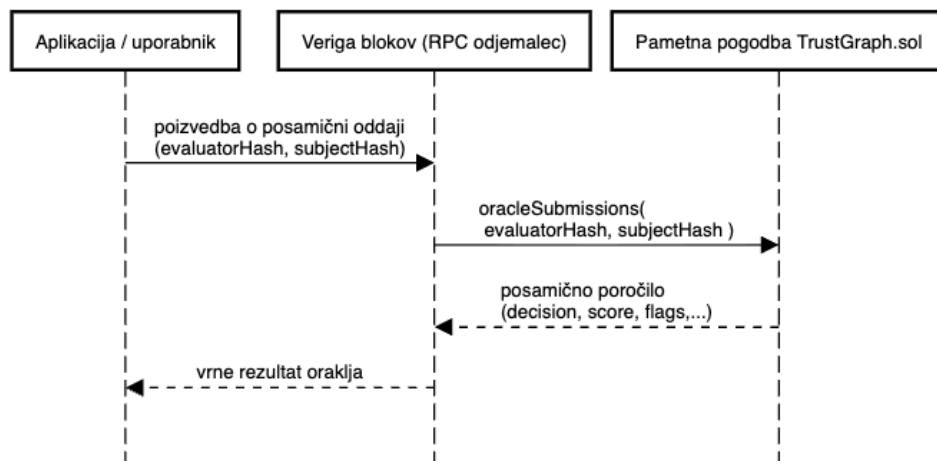 Aplikacija / uporabnik
Veriga blokov (RPC odjemalec)
Pametna pogodba TrustGraph.sol
poizvedba o posamični oddaji
(evaluatorHash, subjectHash)
oracleSubmissions(
evaluatorHash, subjectHash )
posamično poročilo
(decision, score, flags,...)
vrne rezultat oraklja